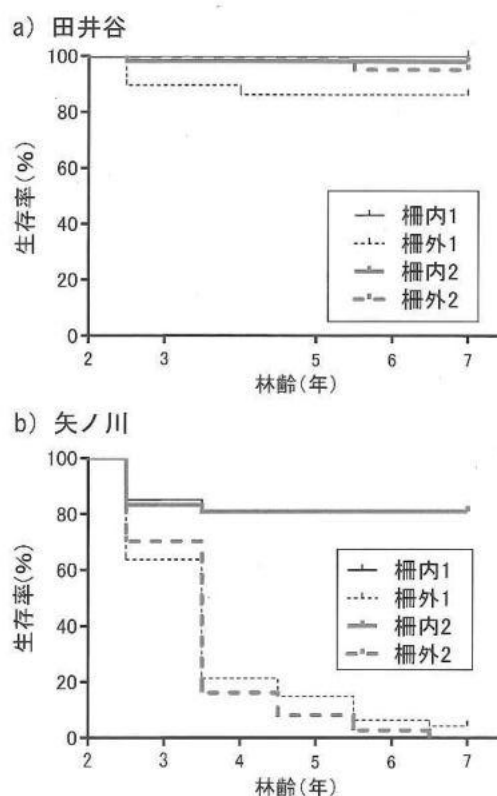 a) 田井谷
100
80
60
40
20
0
生存率(%)
柵内1
柵外1
柵内2
柵外2
2 3 5 6 7
林齢(年)
b) 矢ノ川
100
80
60
40
20
0
生存率(%)
柵内1
柵外1
柵内2
柵外2
2 3 4 5 6 7
林齢(年)